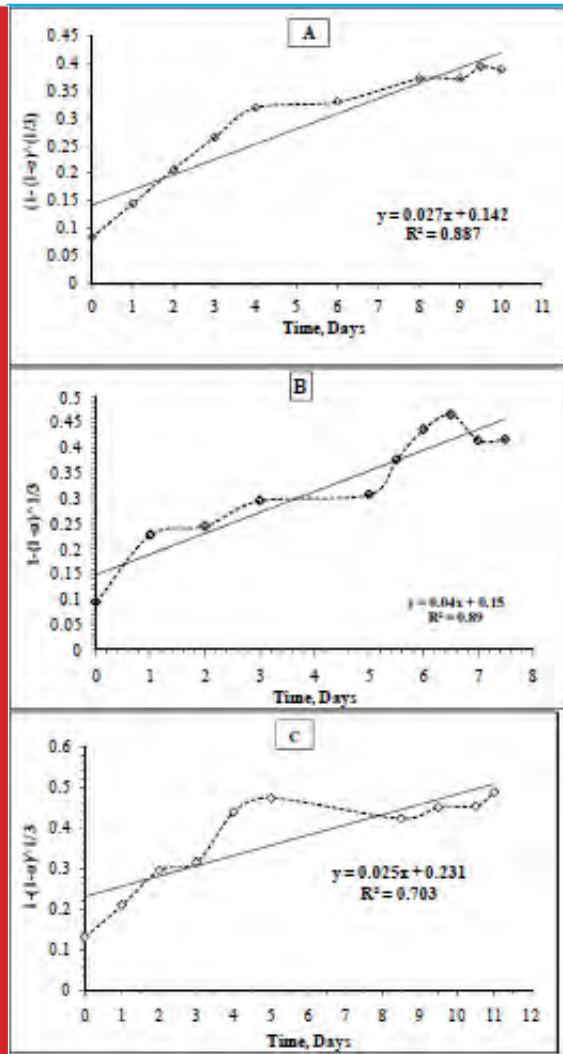 A
0.45
0.4
0.35
0.3
0.25
0.2
0.15
0.1
0.05
0
(1- (1-α)^(1/3)
y = 0.027x + 0.142
R² = 0.887
0 1 2 3 4 5 6 7 8 9 10 11
Time, Days
B
0.5
0.45
0.4
0.35
0.3
0.25
0.2
0.15
0.1
0.05
0
1-(1-α)^1/3
y = 0.04x + 0.15
R² = 0.89
0 1 2 3 4 5 6 7 8
Time, Days
C
0.6
0.5
0.4
0.3
0.2
0.1
0
1-(1-α)^1/3
y = 0.025x + 0.231
R² = 0.703
0 1 2 3 4 5 6 7 8 9 10 11 12
Time, Days